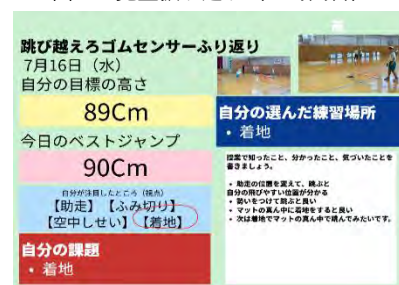 跳び越えろゴムセンサーふり返り
7月16日（水）
自分の目標の高さ
89Cm
今日のベストジャンプ
90Cm
自分が注目したところ（視点）
【助走】【ふみ切り】
【空中しせい】【着地】
自分の課題
・着地
自分の選んだ練習場所
・着地
授業で知ったこと、分かったこと、気づいたことを
書きましょう。
・助走の位置を変えて、跳ぶと
自分の飛びやすい位置が分かる
・勢いをつけて跳ぶと良い
・マットの真ん中に着地をすると良い
・次は着地でマットの真ん中で跳んでみたいです。